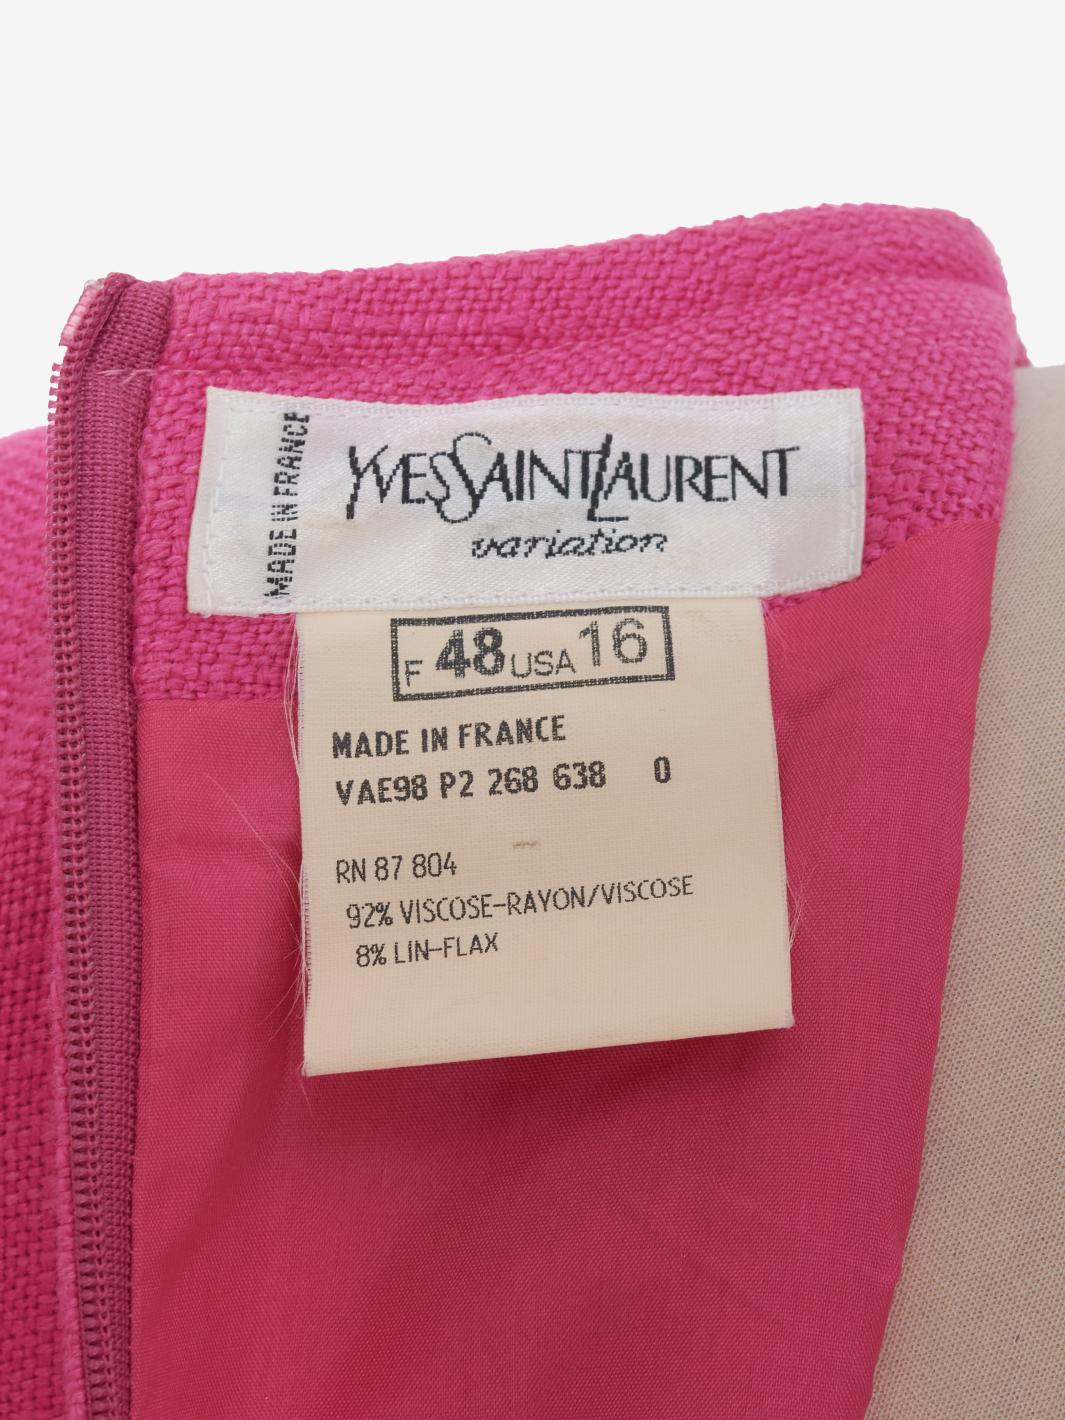 MADE IN FRANCE
YVES SAINT LAURENT
variation
F 48 USA 16
MADE IN FRANCE
VAE98 P2 268 638 0
RN 87 804
92% VISCOSE-RAYON/VISCOSE
8% LIN-FLAX